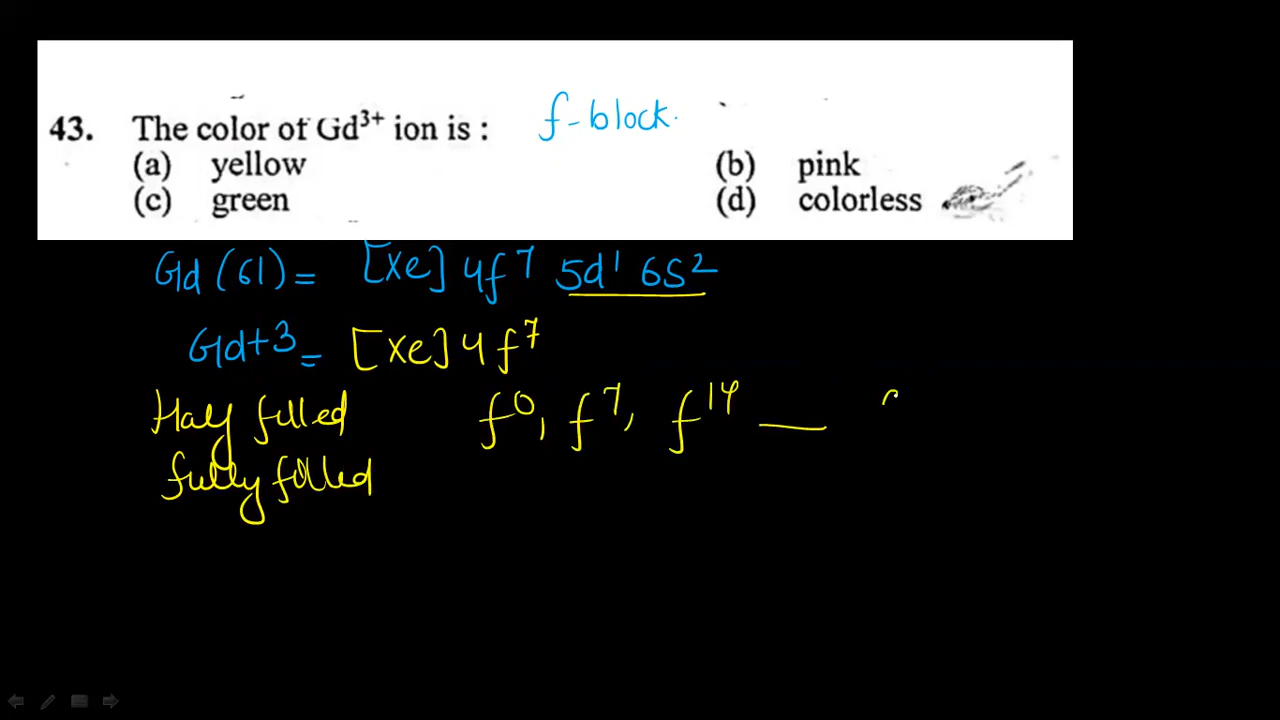 43. The color of Gd³⁺ ion is : f-block.
(a) yellow (b) pink
(c) green (d) colorless
Gd (61) = [Xe] 4f⁷ 5d¹ 6S²
Gd+3 = [Xe] 4f⁷
Half filled f⁰, f⁷, f¹⁴ —
fully filled